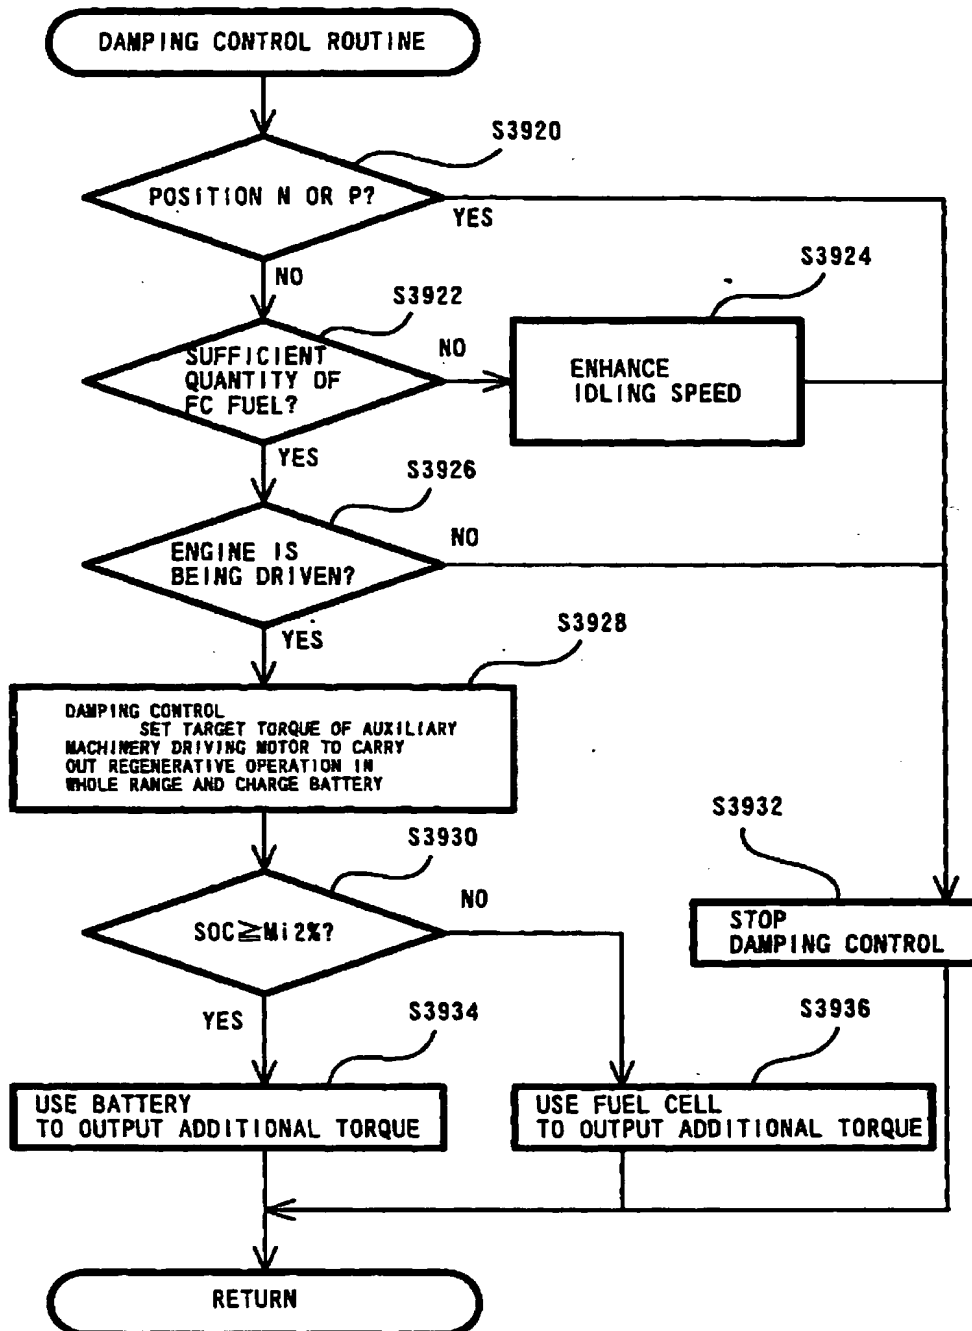 DAMPING CONTROL ROUTINE
S3920
POSITION N OR P?
YES
NO
S3924
S3922
SUFFICIENT
QUANTITY OF
FC FUEL?
NO
ENHANCE
IDLING SPEED
YES
S3926
ENGINE IS
BEING DRIVEN?
NO
YES
S3928
DAMPING CONTROL
SET TARGET TORQUE OF AUXILIARY
MACHINERY DRIVING MOTOR TO CARRY
OUT REGENERATIVE OPERATION IN
WHOLE RANGE AND CHARGE BATTERY
S3932
S3930
SOC≧Mi2%?
NO
STOP
DAMPING CONTROL
YES
S3934
S3936
USE BATTERY
TO OUTPUT ADDITIONAL TORQUE
USE FUEL CELL
TO OUTPUT ADDITIONAL TORQUE
RETURN